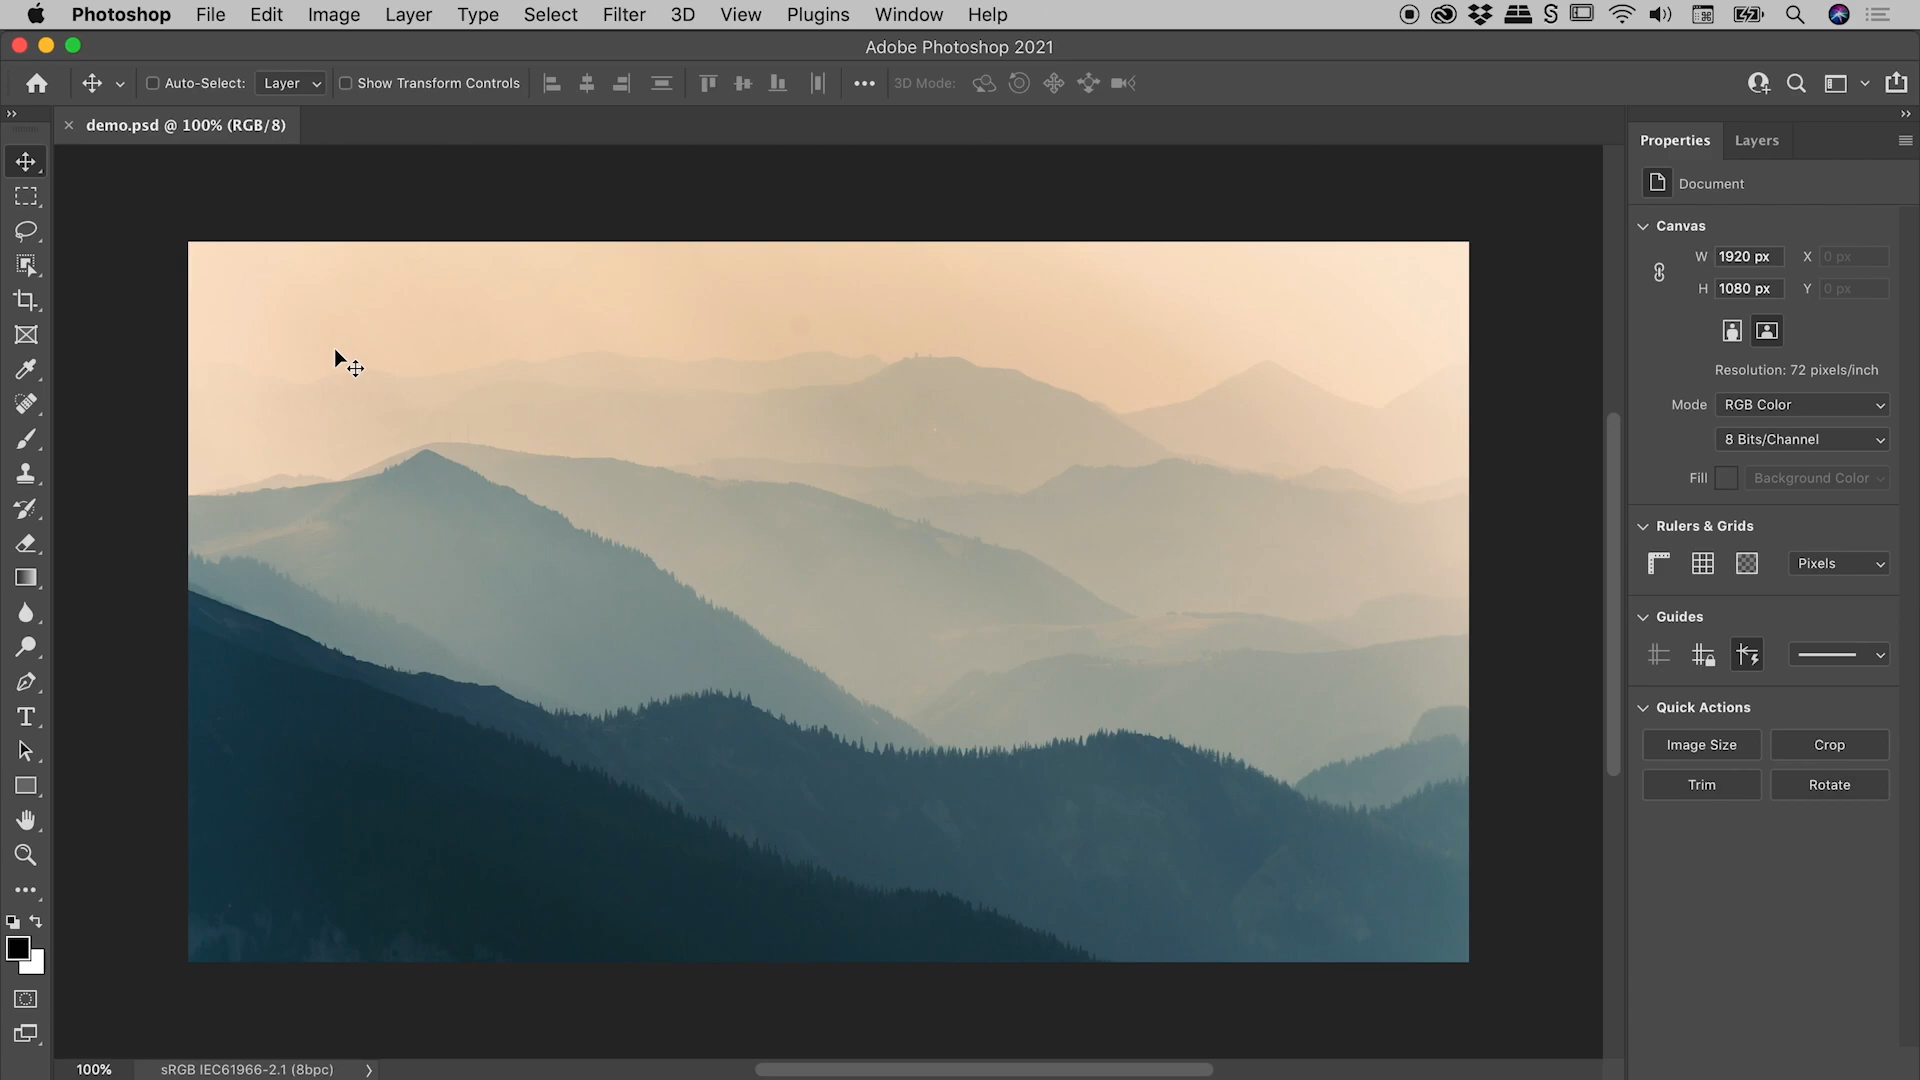 Photoshop File Edit Image Layer Type Select Filter 3D View Plugins Window Help
Adobe Photoshop 2021
Auto-Select: Layer Show Transform Controls 3D Mode:
demo.psd @ 100% (RGB/8)
Properties Layers
Document
Canvas
W 1920 px X 0 px
H 1080 px Y 0 px
Resolution: 72 pixels/inch
Mode RGB Color
8 Bits/Channel
Fill Background Color
Rulers & Grids
Pixels
Guides
Quick Actions
Image Size Crop
Trim Rotate
100% sRGB IEC61966-2.1 (8bpc)